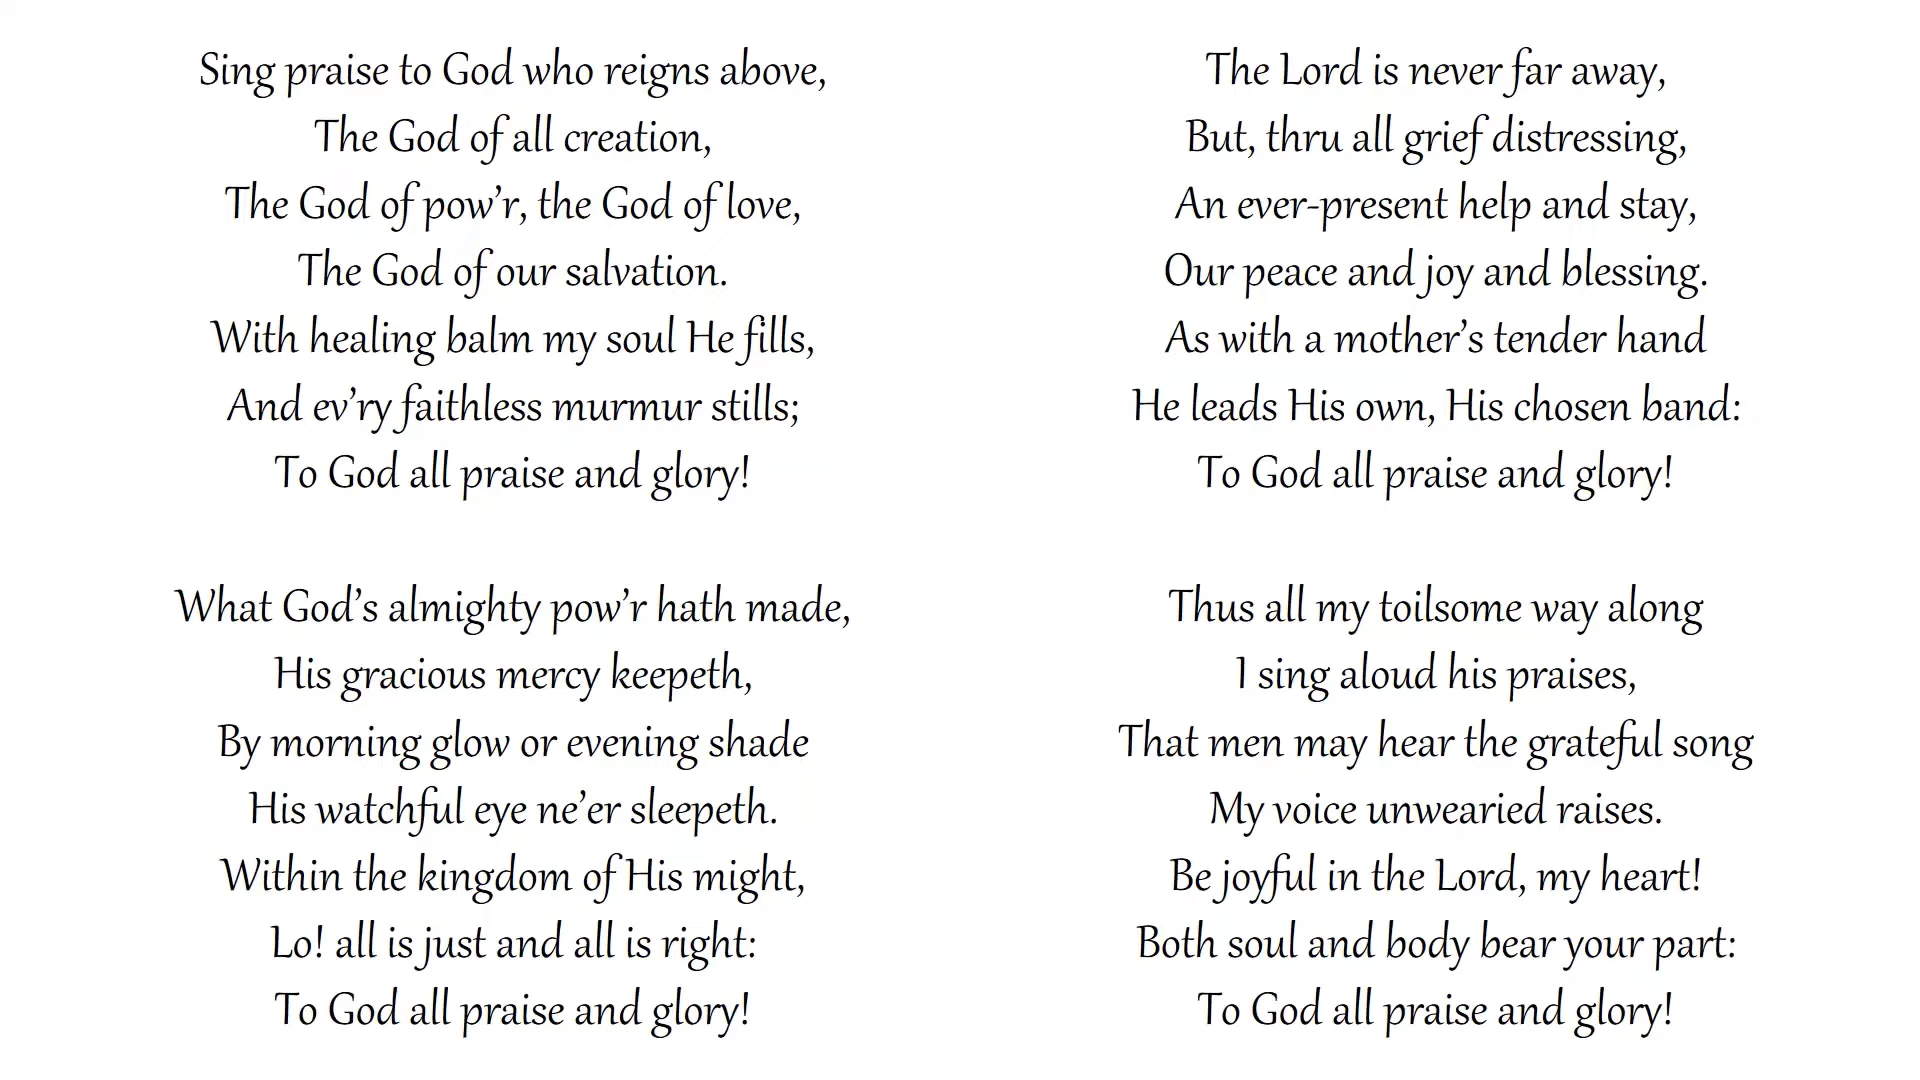 Sing praise to God who reigns above,
The God of all creation,
The God of pow’r, the God of love,
The God of our salvation.
With healing balm my soul He fills,
And ev’ry faithless murmur stills;
To God all praise and glory!
What God’s almighty pow’r hath made,
His gracious mercy keepeth,
By morning glow or evening shade
His watchful eye ne’er sleepeth.
Within the kingdom of His might,
Lo! all is just and all is right:
To God all praise and glory!
The Lord is never far away,
But, thru all grief distressing,
An ever-present help and stay,
Our peace and joy and blessing.
As with a mother’s tender hand
He leads His own, His chosen band:
To God all praise and glory!
Thus all my toilsome way along
I sing aloud his praises,
That men may hear the grateful song
My voice unwearied raises.
Be joyful in the Lord, my heart!
Both soul and body bear your part:
To God all praise and glory!